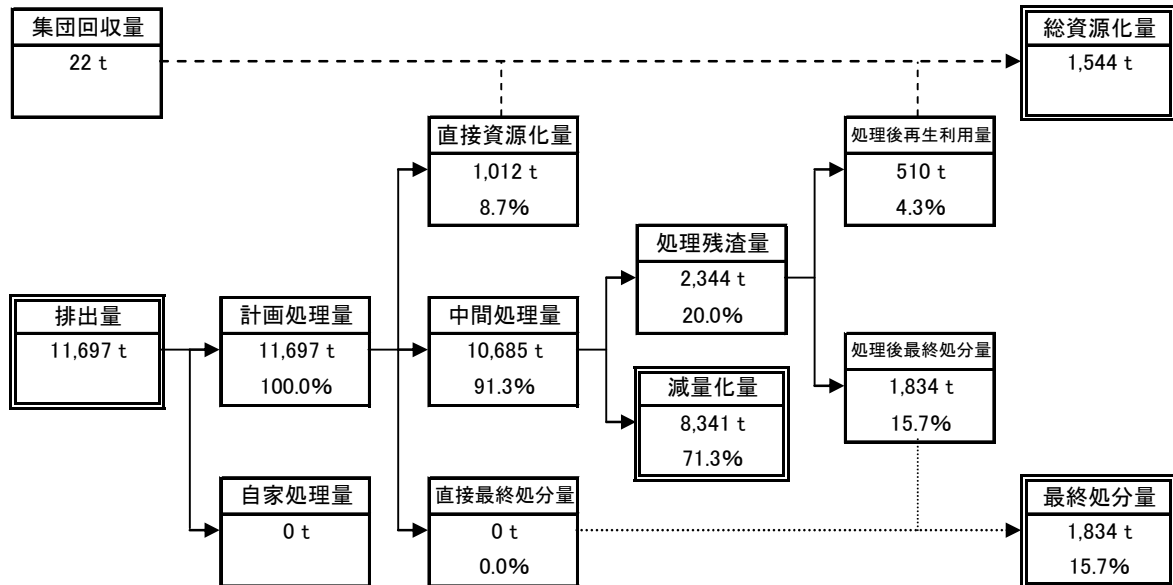 集団回収量
22 t
総資源化量
1,544 t
直接資源化量
1,012 t
8.7%
処理後再生利用量
510 t
4.3%
処理残渣量
2,344 t
20.0%
排出量
11,697 t
計画処理量
11,697 t
100.0%
中間処理量
10,685 t
91.3%
処理後最終処分量
1,834 t
15.7%
減量化量
8,341 t
71.3%
自家処理量
0 t
直接最終処分量
0 t
0.0%
最終処分量
1,834 t
15.7%